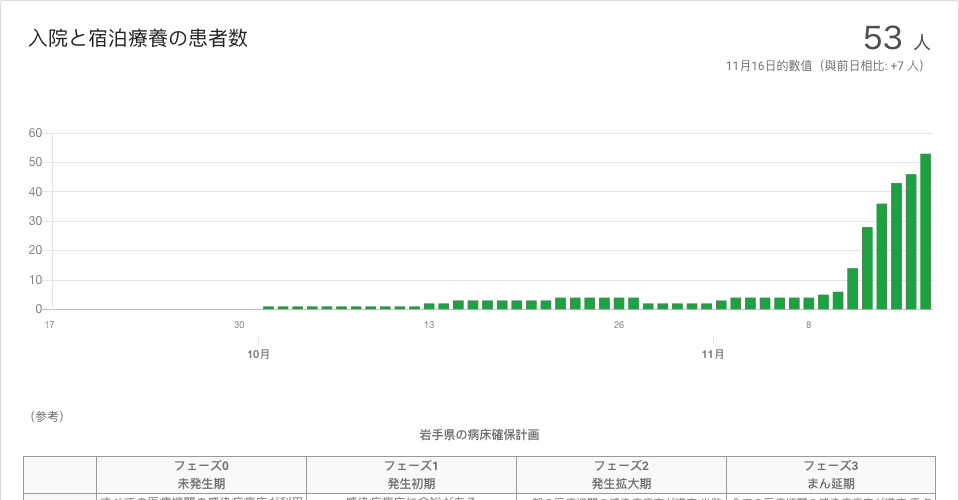 入院と宿泊療養の患者数
53 人
11月16日的數值（與前日相比: +7 人）
60
50
40
30
20
10
0
17 30 13 26 8
10月 11月
（参考）
岩手県の病床確保計画
フェーズ0 フェーズ1 フェーズ2 フェーズ3
未発生期 発生初期 発生拡大期 まん延期